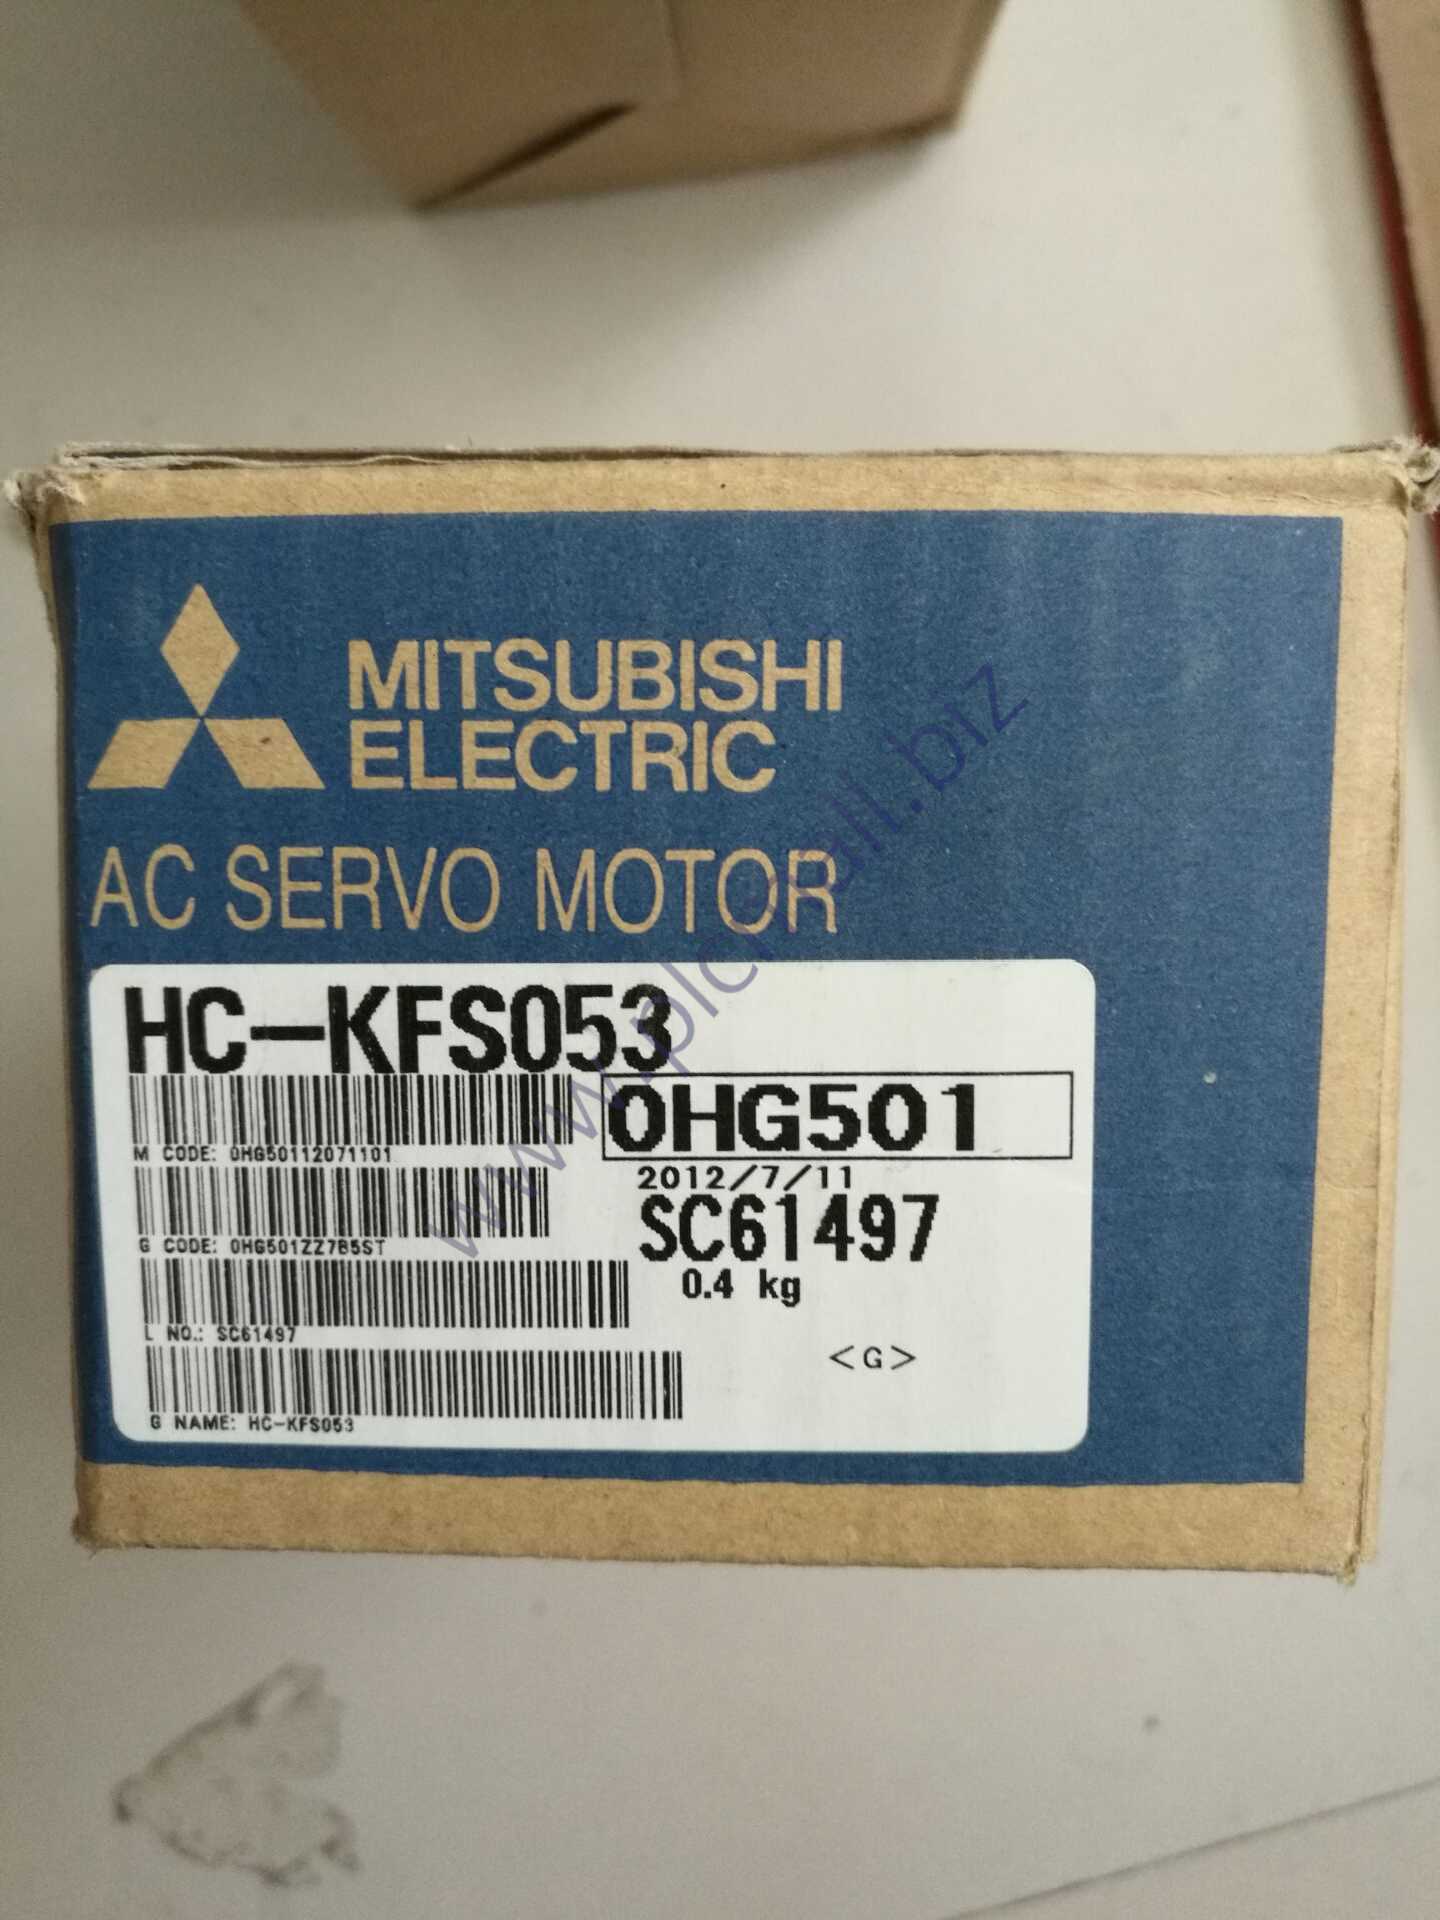 MITSUBISHI
ELECTRIC
AC SERVO MOTOR
HC-KFS053
0HG501
M CODE: 0HG50112071101
2012/7/11
SC61497
G CODE: 0HG501ZZ7B5ST
0.4 kg
L NO.: SC61497
<G>
G NAME: HC-KFS053
www.plcmall.biz